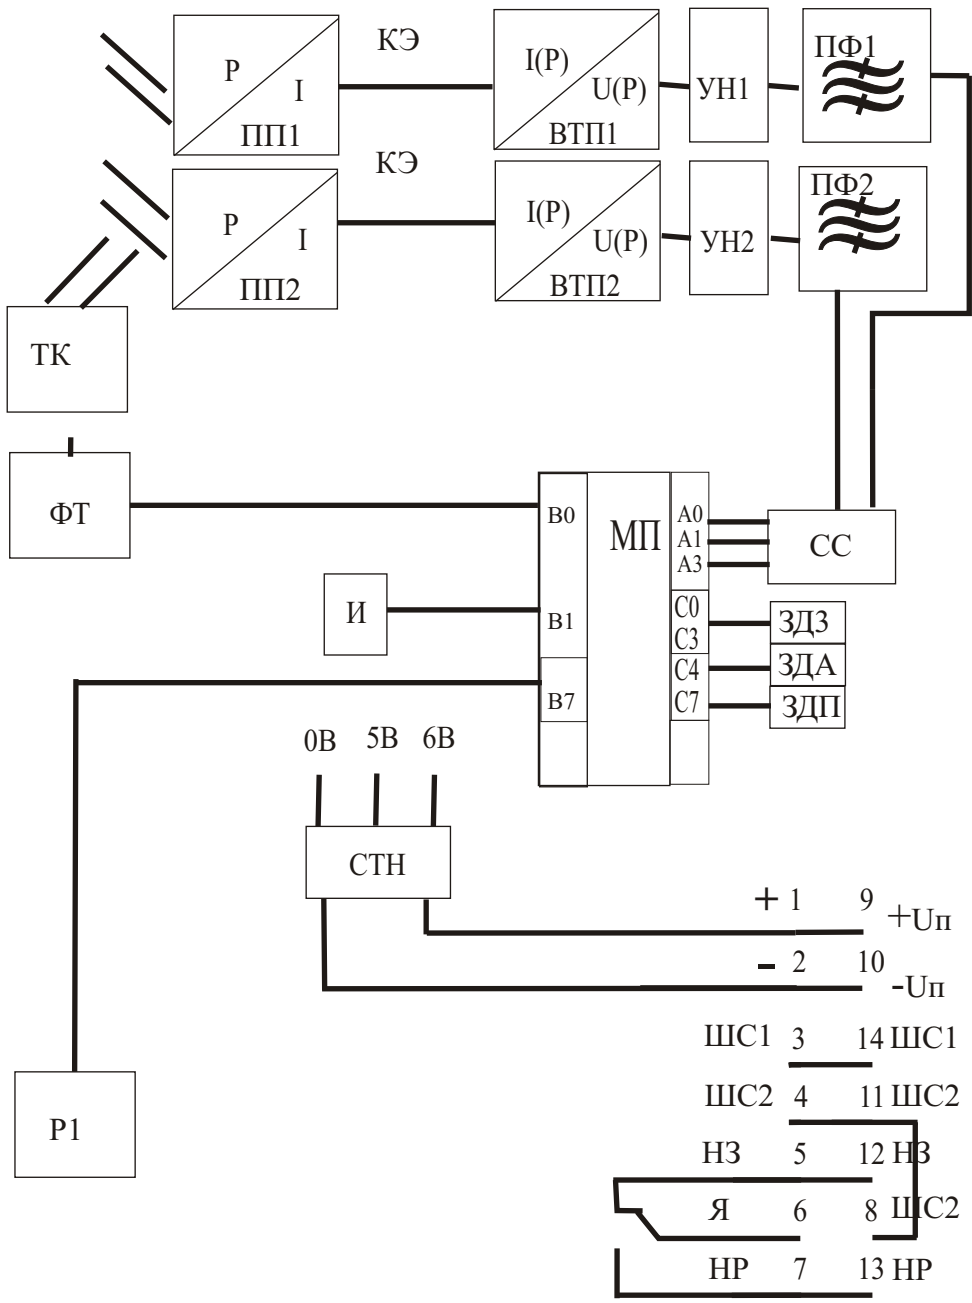 КЭ
P
I
ПП1
I(P)
U(P)
ВТП1
УН1
ПФ1
КЭ
P
I
ПП2
I(P)
U(P)
ВТП2
УН2
ПФ2
ТК
ФТ
B0
МП
A0
A1
A3
СС
И
B1
C0
C3
ЗДЗ
B7
C4
ЗДА
C7
ЗДП
0В 5В 6В
СТН
+ 1 9 +Uп
- 2 10 -Uп
ШС1 3 14 ШС1
ШС2 4 11 ШС2
Р1
НЗ 5 12 НЗ
Я 6 8 ШС2
НР 7 13 НР